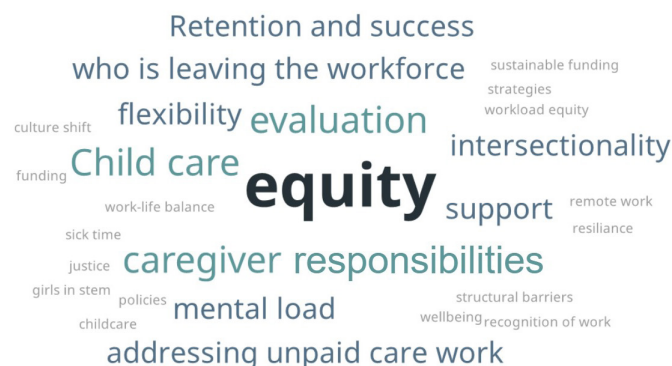 Retention and success
who is leaving the workforce
sustainable funding
strategies
flexibility
evaluation
workload equity
culture shift
intersectionality
Child care
funding
equity
work-life balance
support
remote work
sick time
resiliance
caregiver responsibilities
justice
girls in stem
policies
mental load
structural barriers
wellbeing
recognition of work
childcare
addressing unpaid care work